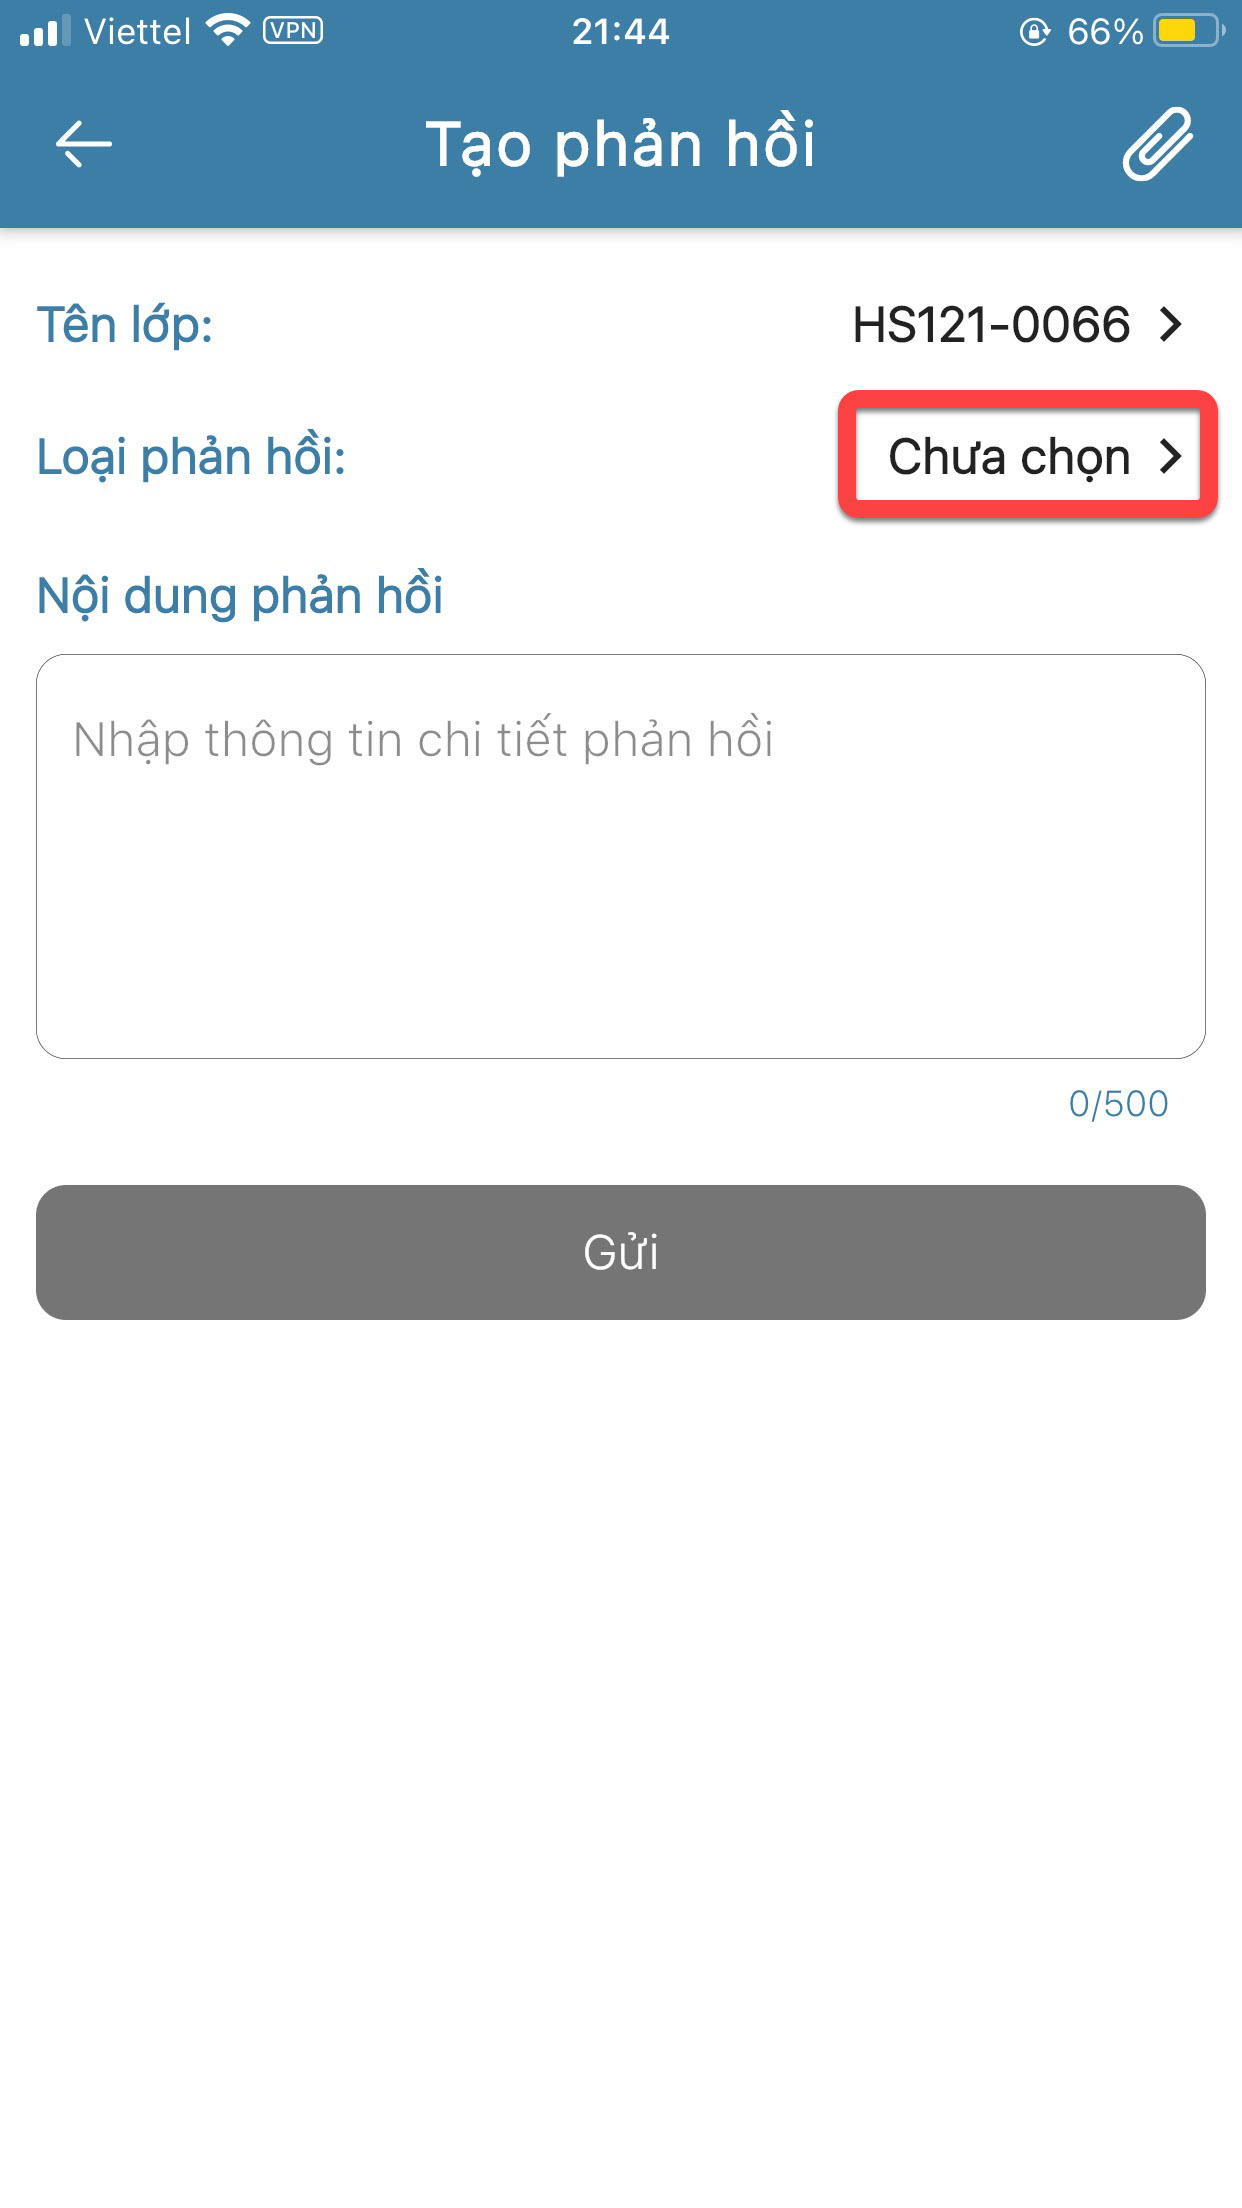 Viettel VPN 21:44 66%
Tạo phản hồi
Tên lớp: HS121-0066
Loại phản hồi: Chưa chọn
Nội dung phản hồi
Nhập thông tin chi tiết phản hồi
0/500
Gửi